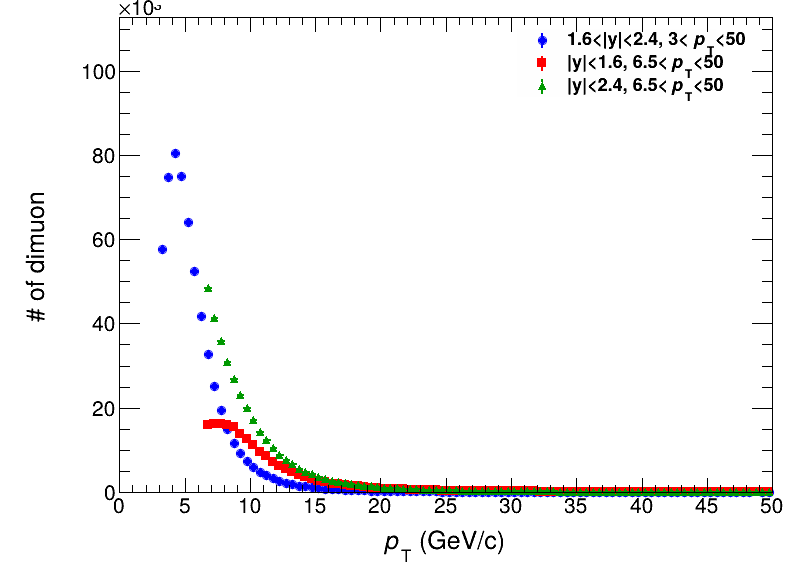 ×10³
1.6<|y|<2.4, 3< p_T<50
|y|<1.6, 6.5< p_T<50
|y|<2.4, 6.5< p_T<50
100
80
60
40
20
0
# of dimuon
0 5 10 15 20 25 30 35 40 45 50
p_T (GeV/c)